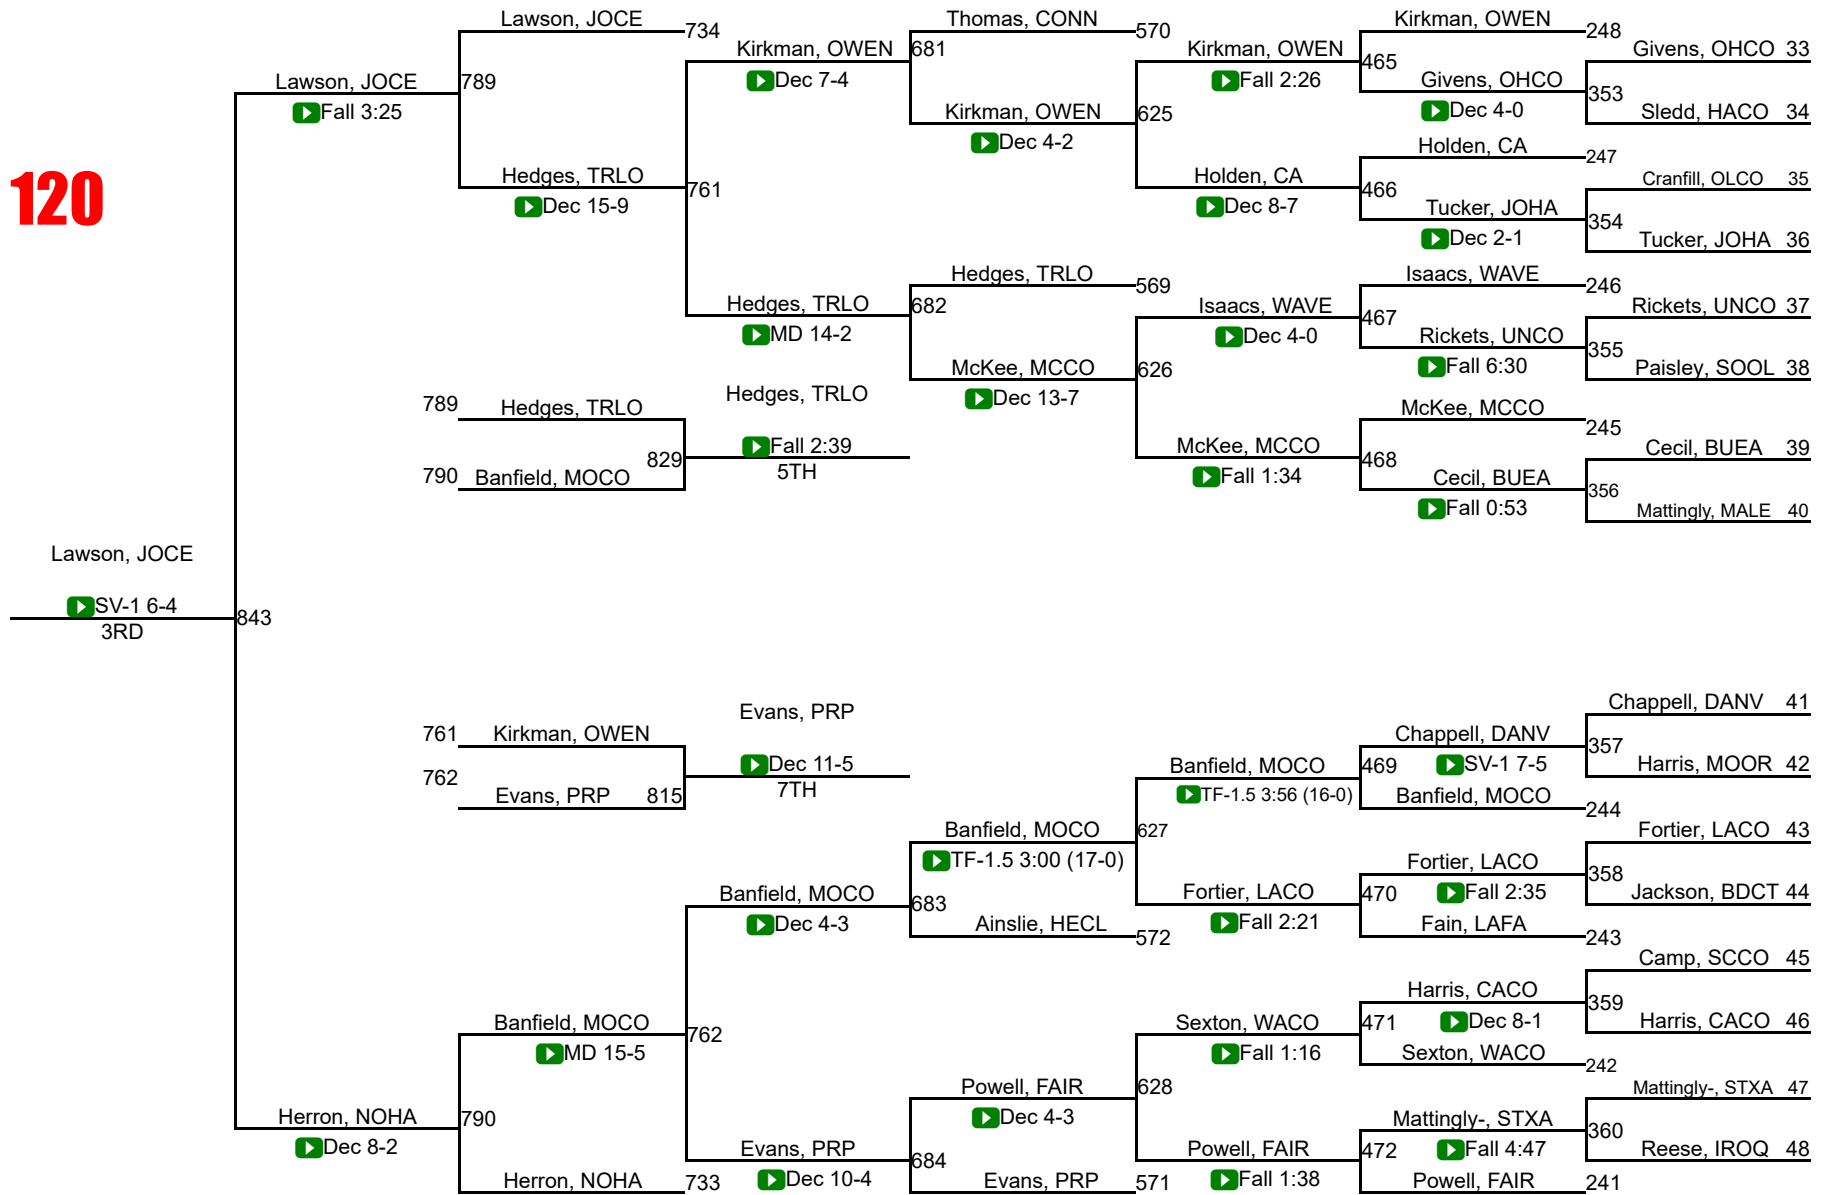 Lawson, JOCE
734
Thomas, CONN
570
Kirkman, OWEN
248
Kirkman, OWEN
681
Kirkman, OWEN
Givens, OHCO 33
Lawson, JOCE
789
Dec 7-4
Fall 2:26
465
Givens, OHCO
353
Fall 3:25
Kirkman, OWEN
625
Dec 4-0
Sledd, HACO 34
Dec 4-2
Holden, CA
247
120
Hedges, TRLO
761
Holden, CA
466
Cranfill, OLCO 35
Dec 15-9
Dec 8-7
Tucker, JOHA
354
Dec 2-1
Tucker, JOHA 36
Hedges, TRLO
569
Isaacs, WAVE
246
Hedges, TRLO
682
Isaacs, WAVE
467
Rickets, UNCO 37
MD 14-2
Dec 4-0
Rickets, UNCO
355
McKee, MCCO
626
Fall 6:30
Paisley, SOOL 38
Hedges, TRLO
Dec 13-7
789
Hedges, TRLO
McKee, MCCO
245
Fall 2:39
McKee, MCCO
468
Cecil, BUEA 39
829
5TH
Fall 1:34
Cecil, BUEA
356
790
Banfield, MOCO
Fall 0:53
Mattingly, MALE 40
Lawson, JOCE
SV-1 6-4
843
3RD
Chappell, DANV 41
Evans, PRP
761
Kirkman, OWEN
Chappell, DANV
357
762
Dec 11-5
Banfield, MOCO
469
SV-1 7-5
Harris, MOOR 42
Evans, PRP
815
7TH
TF-1.5 3:56 (16-0)
Banfield, MOCO
244
Banfield, MOCO
627
Fortier, LACO 43
TF-1.5 3:00 (17-0)
Fortier, LACO
358
Banfield, MOCO
683
Fortier, LACO
470
Fall 2:35
Jackson, BDCT 44
Dec 4-3
Ainslie, HECL
572
Fall 2:21
Fain, LAFA
243
Camp, SCCO 45
Harris, CACO
359
Banfield, MOCO
762
Sexton, WACO
471
Dec 8-1
Harris, CACO 46
MD 15-5
Fall 1:16
Sexton, WACO
242
Powell, FAIR
628
Mattingly-, STXA 47
Herron, NOHA
790
Dec 4-3
Mattingly-, STXA
360
Dec 8-2
Evans, PRP
684
Powell, FAIR
472
Fall 4:47
Reese, IROQ 48
Herron, NOHA
733
Dec 10-4
Evans, PRP
571
Fall 1:38
Powell, FAIR
241